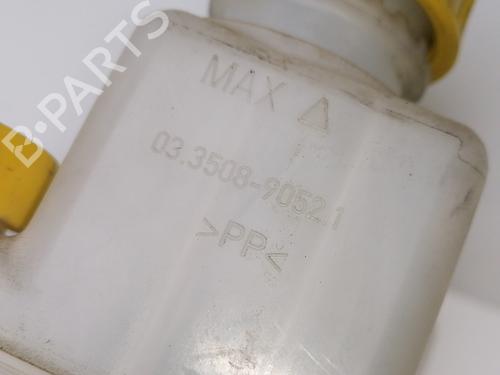 MAX △
03.3508-9052.1
>PP<
B-PARTS